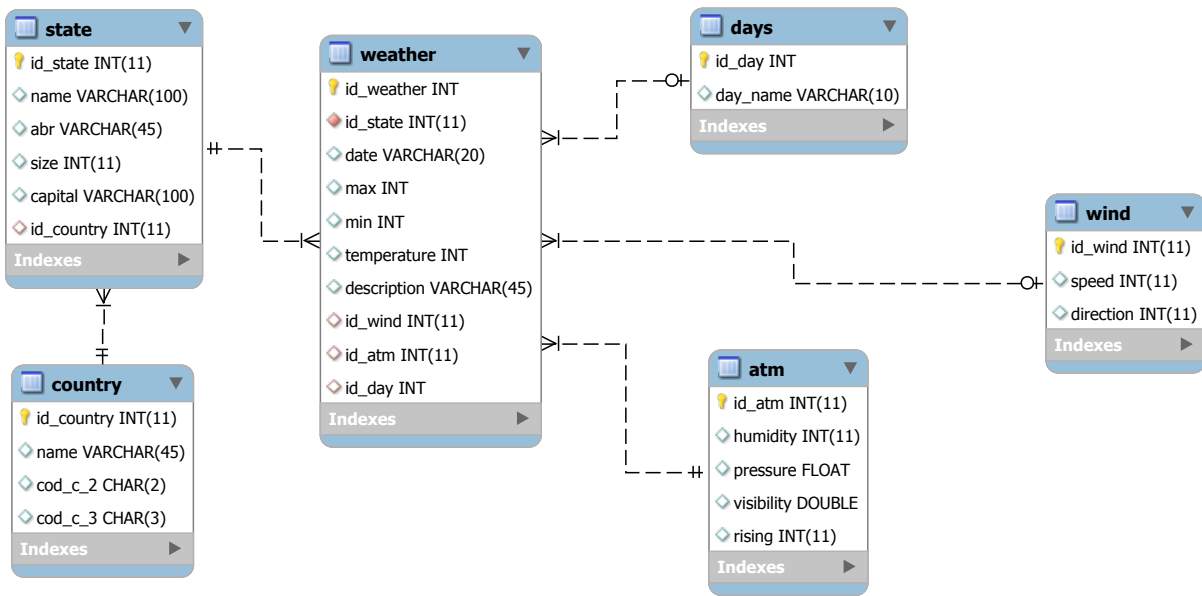 state
id_state INT(11)
name VARCHAR(100)
abr VARCHAR(45)
size INT(11)
capital VARCHAR(100)
id_country INT(11)
Indexes
country
id_country INT(11)
name VARCHAR(45)
cod_c_2 CHAR(2)
cod_c_3 CHAR(3)
Indexes
weather
id_weather INT
id_state INT(11)
date VARCHAR(20)
max INT
min INT
temperature INT
description VARCHAR(45)
id_wind INT(11)
id_atm INT(11)
id_day INT
Indexes
days
id_day INT
day_name VARCHAR(10)
Indexes
wind
id_wind INT(11)
speed INT(11)
direction INT(11)
Indexes
atm
id_atm INT(11)
humidity INT(11)
pressure FLOAT
visibility DOUBLE
rising INT(11)
Indexes